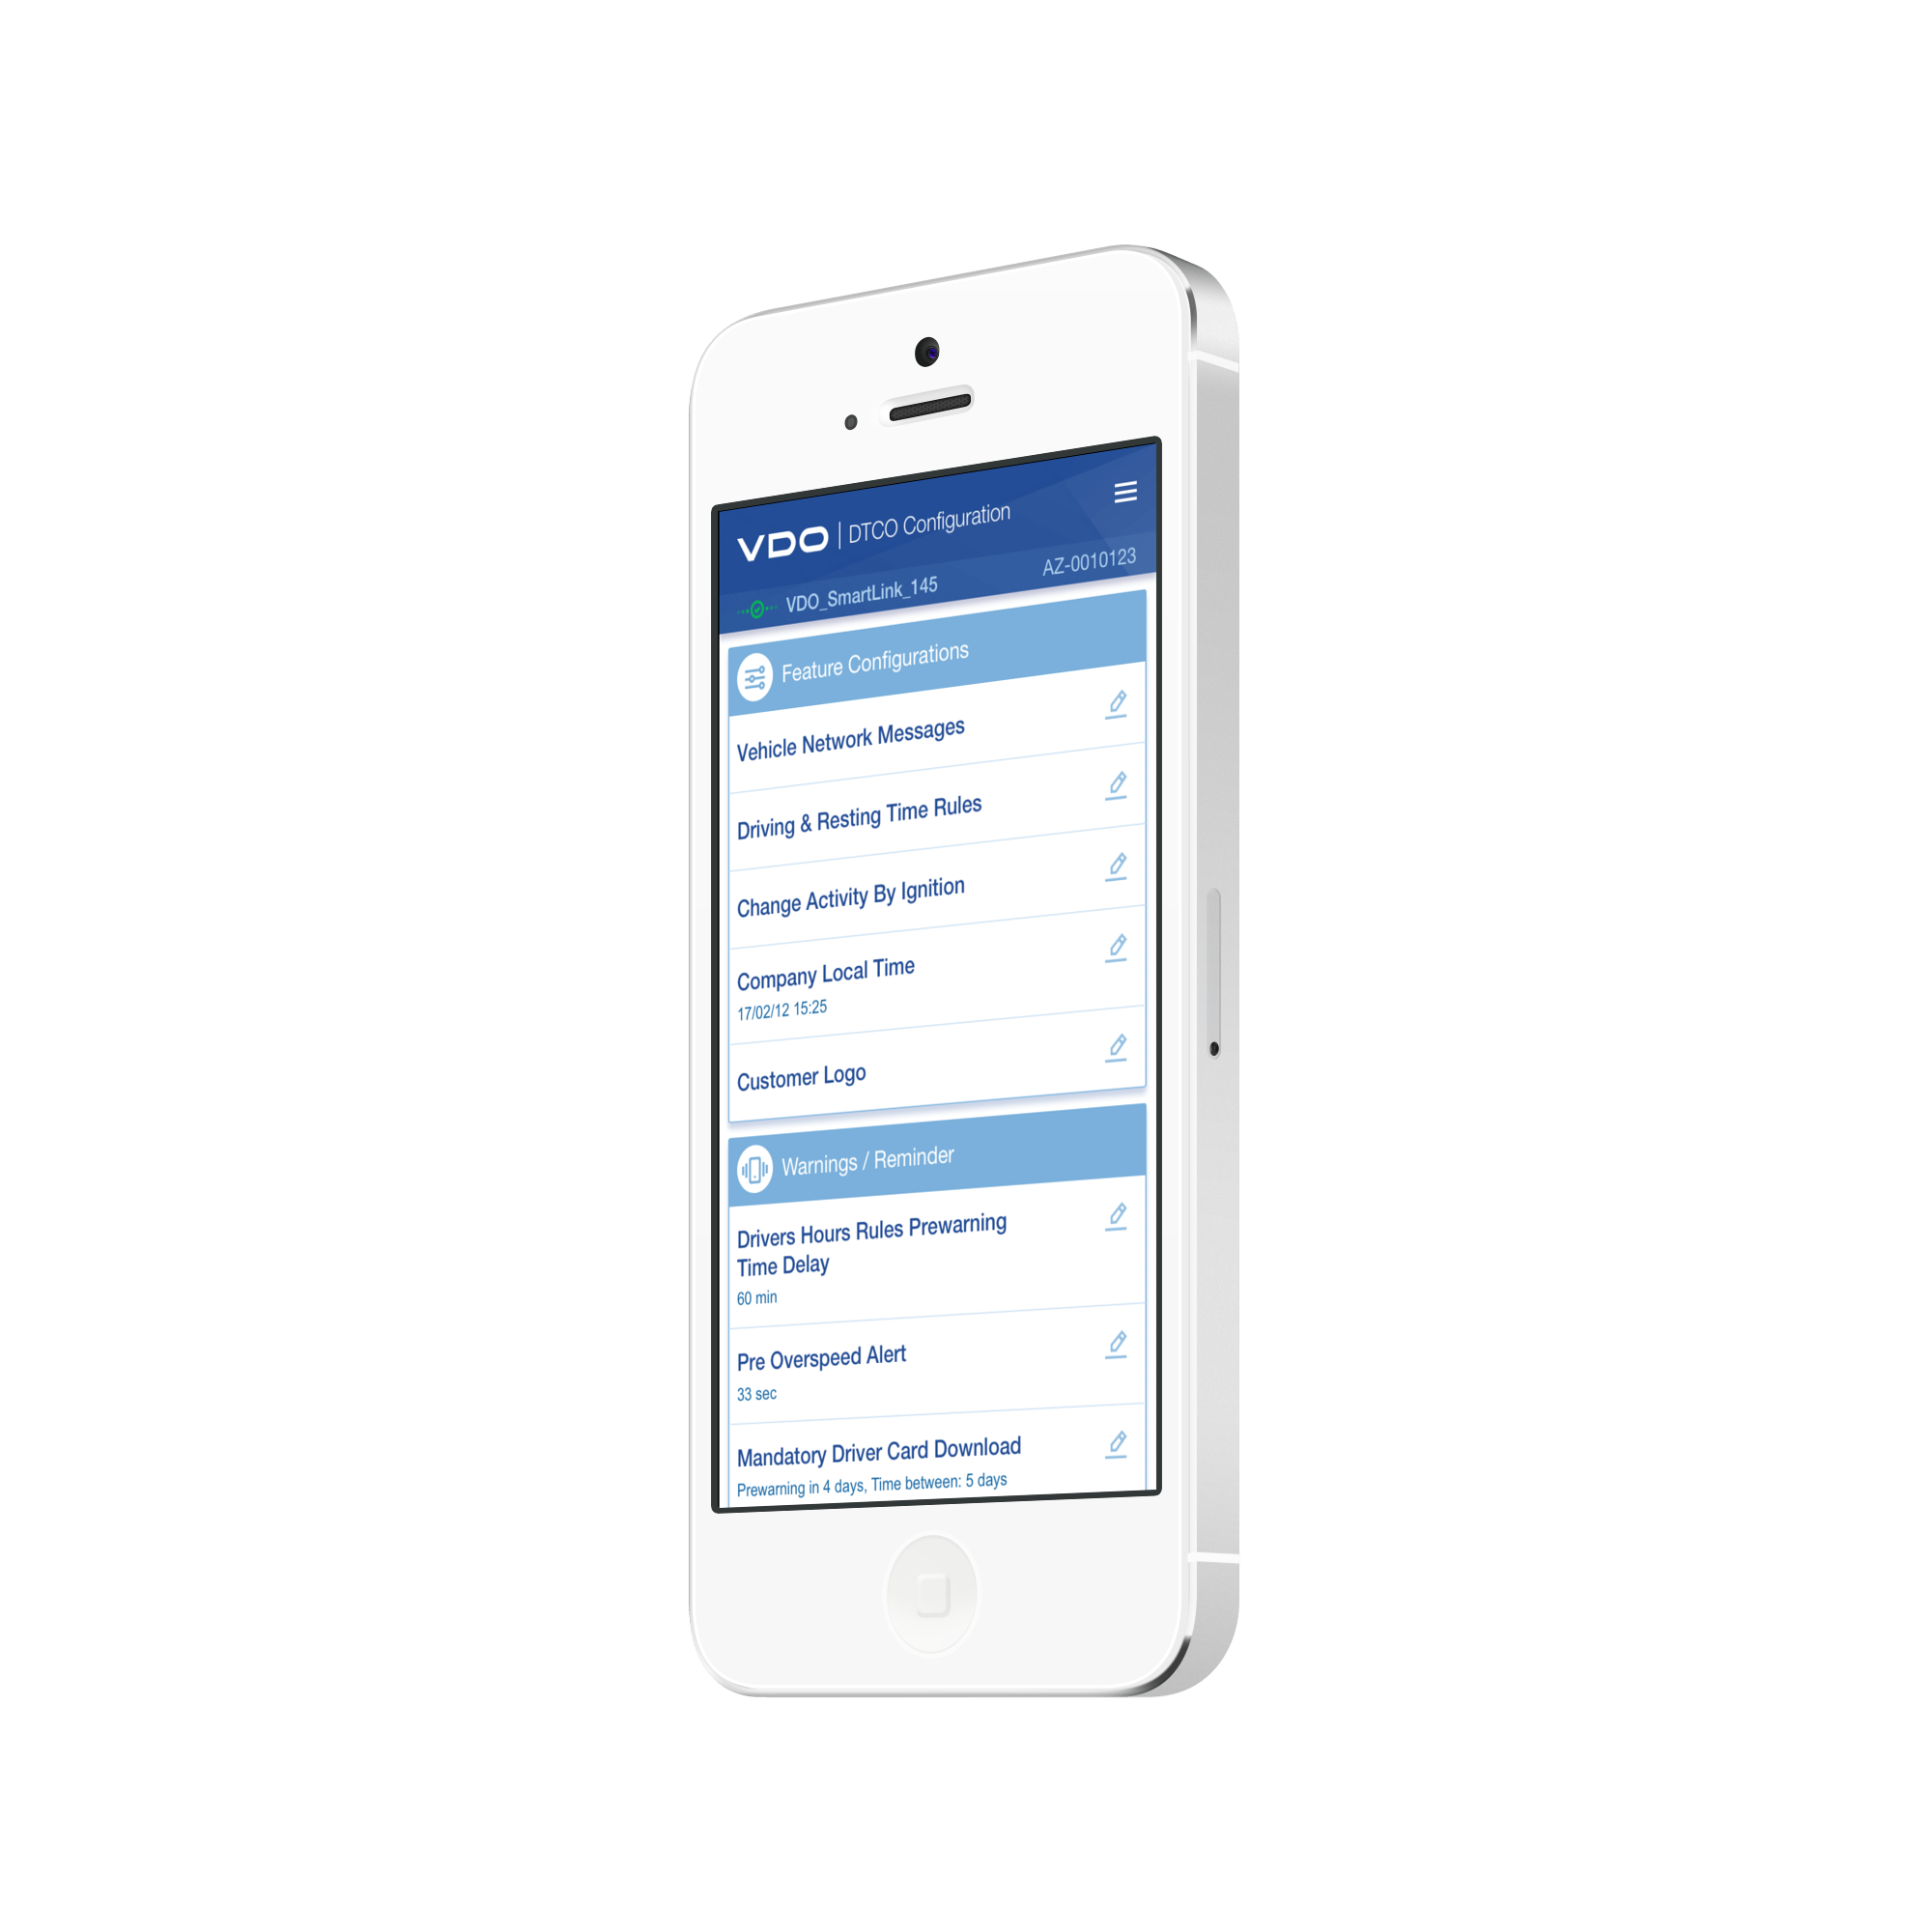 VDO | DTCO Configuration
VDO_SmartLink_145 AZ-0010123
Feature Configurations
Vehicle Network Messages
Driving & Resting Time Rules
Change Activity By Ignition
Company Local Time
17/02/12 15:25
Customer Logo
Warnings / Reminder
Drivers Hours Rules Prewarning
Time Delay
60 min
Pre Overspeed Alert
33 sec
Mandatory Driver Card Download
Prewarning in 4 days, Time between: 5 days